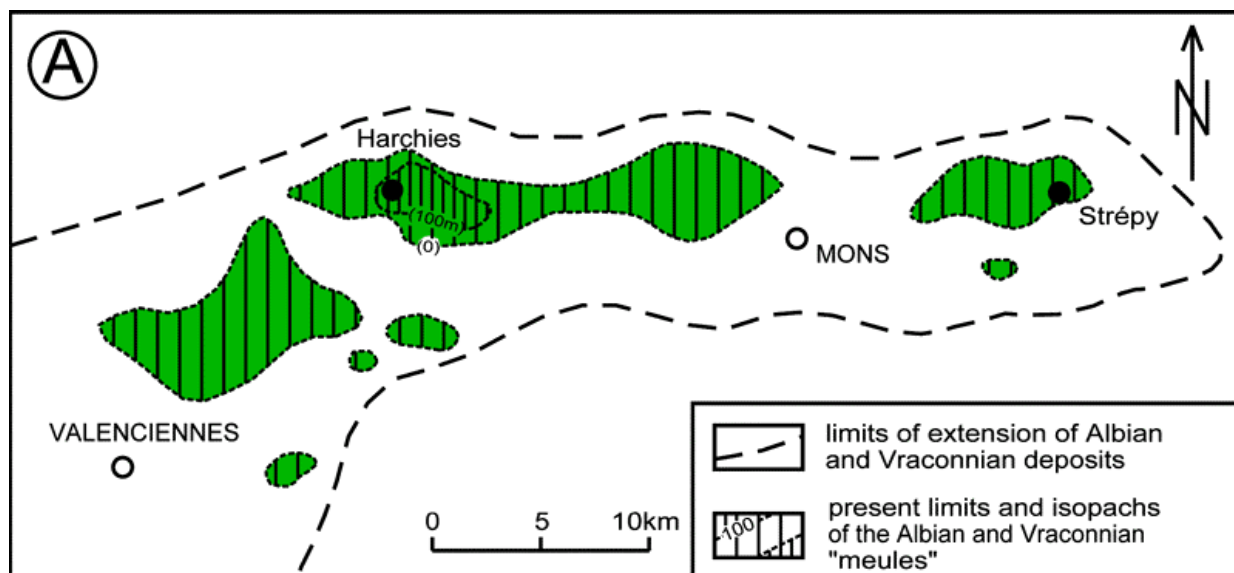 A
N
Harchies
(100m)
(0)
Strépy
MONS
VALENCIENNES
0 5 10km
limits of extension of Albian
and Vraconnian deposits
100
present limits and isopachs
of the Albian and Vraconnian
"meules"